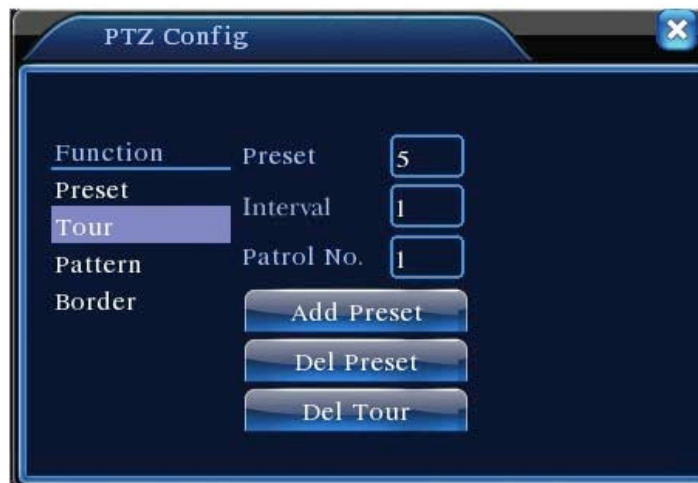 PTZ Config
Function
Preset
Tour
Pattern
Border
Preset 5
Interval 1
Patrol No. 1
Add Preset
Del Preset
Del Tour